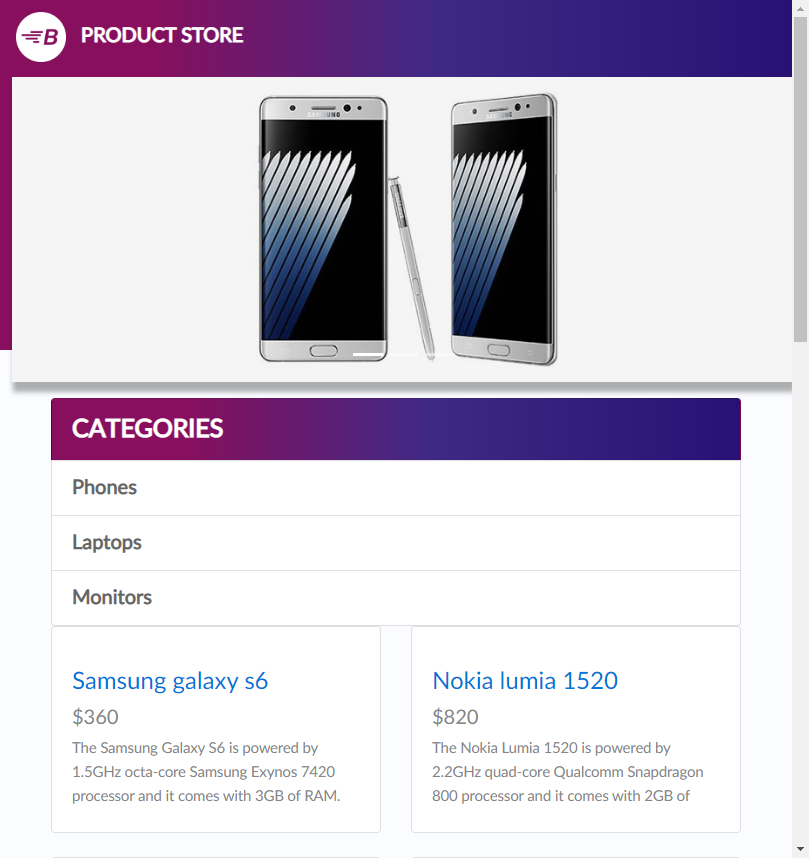 B PRODUCT STORE
SAMSUNG
SAMSUNG
CATEGORIES
Phones
Laptops
Monitors
Samsung galaxy s6
$360
The Samsung Galaxy S6 is powered by
1.5GHz octa-core Samsung Exynos 7420
processor and it comes with 3GB of RAM.
Nokia lumia 1520
$820
The Nokia Lumia 1520 is powered by
2.2GHz quad-core Qualcomm Snapdragon
800 processor and it comes with 2GB of